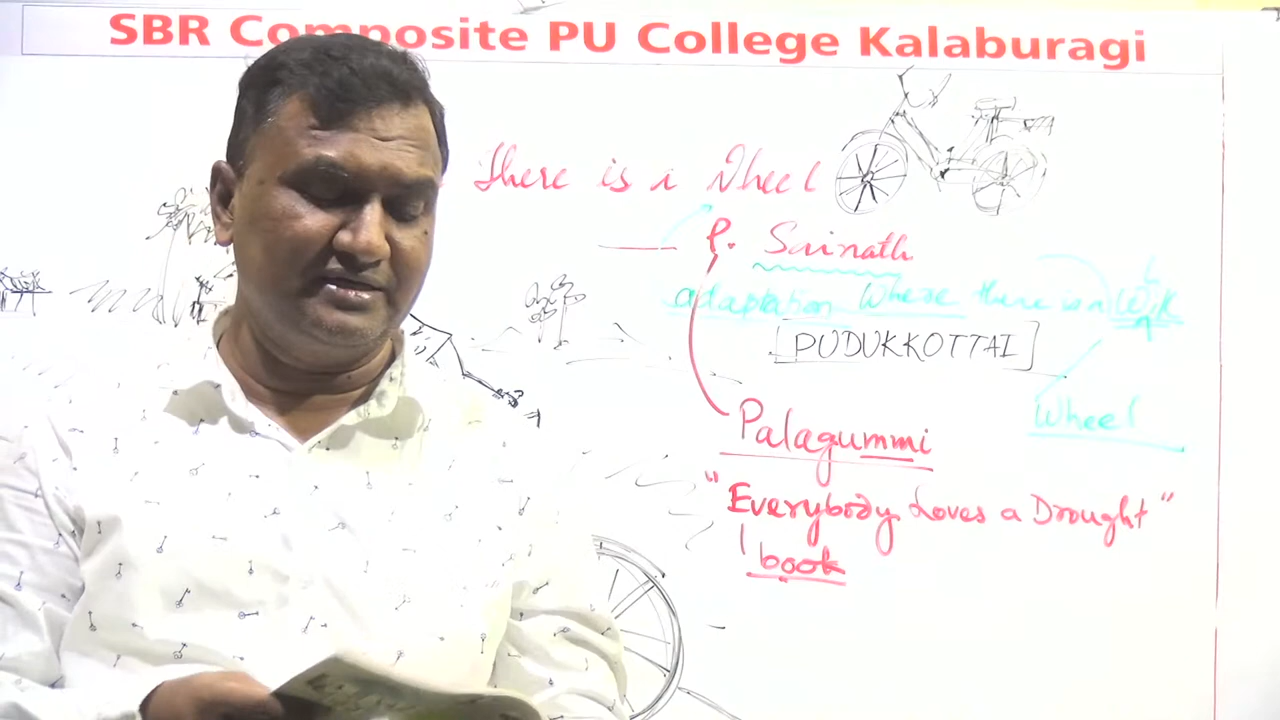 SBR Composite PU College Kalaburagi
There is a Wheel
P. Sainath
adaptation Where there is a
PUDUKKOTTAI
Wheel
Palagummi
"Everybody Loves a Drought"
book